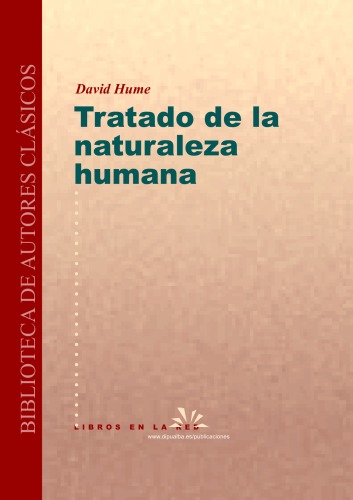 BIBLIOTECA DE AUTORES CLÁSICOS
David Hume
Tratado de la
naturaleza
humana
LIBROS EN LA RED
www.dipualba.es/publicaciones